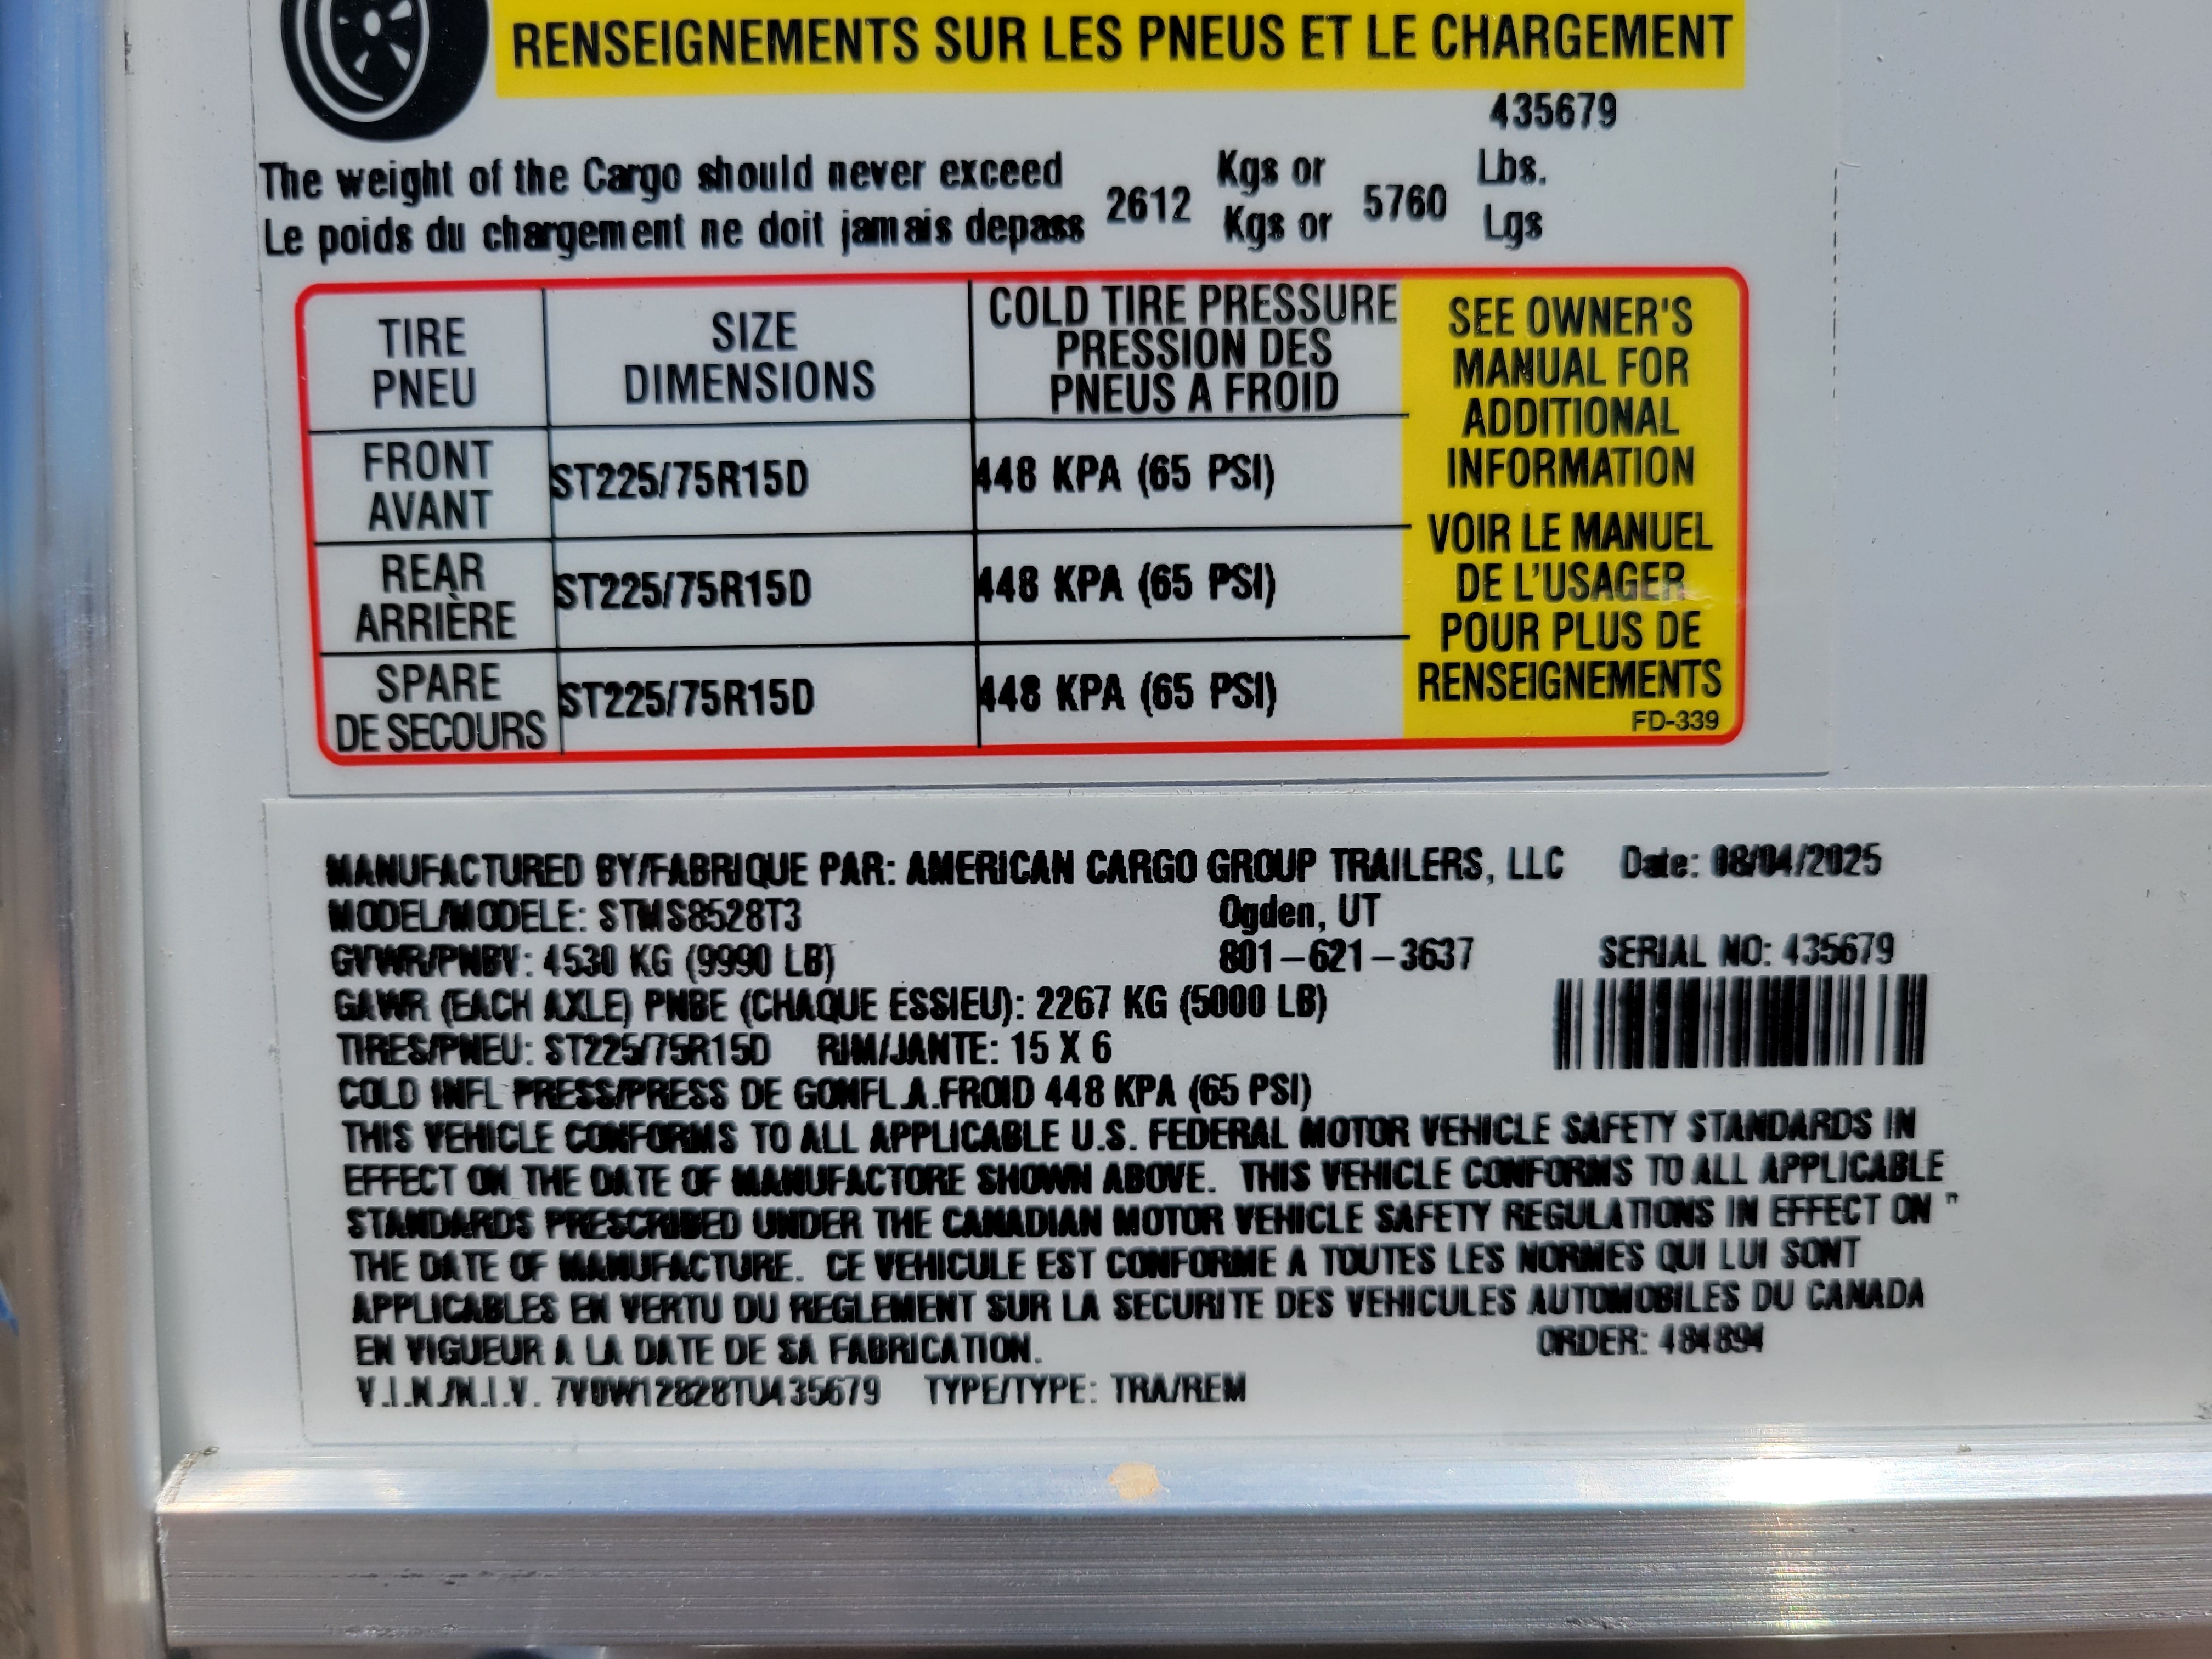 RENSEIGNEMENTS SUR LES PNEUS ET LE CHARGEMENT
435679
The weight of the Cargo should never exceed 2612 Kgs or 5760 Lbs.
Le poids du chargement ne doit jamais depass Kgs or Lgs
TIRE PNEU
SIZE DIMENSIONS
COLD TIRE PRESSURE PRESSION DES PNEUS A FROID
FRONT AVANT ST225/75R15D 448 KPA (65 PSI)
REAR ARRIÈRE ST225/75R15D 448 KPA (65 PSI)
SPARE DE SECOURS ST225/75R15D 448 KPA (65 PSI)
SEE OWNER'S
MANUAL FOR
ADDITIONAL
INFORMATION
VOIR LE MANUEL
DE L'USAGER
POUR PLUS DE
RENSEIGNEMENTS
FD-339
MANUFACTURED BY/FABRIQUE PAR: AMERICAN CARGO GROUP TRAILERS, LLC Date: 08/04/2025
MODEL/MODELE: STMS8528T3 Ogden, UT
GVWR/PNBV: 4530 KG (9990 LB) 801-621-3637 SERIAL NO: 435679
GAWR (EACH AXLE) PNBE (CHAQUE ESSIEU): 2267 KG (5000 LB)
TIRES/PNEU: ST225/75R15D RIM/JANTE: 15 X 6
COLD INFL PRESS/PRESS DE GONFL.A.FROID 448 KPA (65 PSI)
THIS VEHICLE CONFORMS TO ALL APPLICABLE U.S. FEDERAL MOTOR VEHICLE SAFETY STANDARDS IN
EFFECT ON THE DATE OF MANUFACTORE SHOWN ABOVE. THIS VEHICLE CONFORMS TO ALL APPLICABLE
STANDARDS PRESCRIBED UNDER THE CANADIAN MOTOR VEHICLE SAFETY REGULATIONS IN EFFECT ON "
THE DATE OF MANUFACTURE. CE VEHICULE EST CONFORME A TOUTES LES NORMES QUI LUI SONT
APPLICABLES EN VERTU DU REGLEMENT SUR LA SECURITE DES VEHICULES AUTOMOBILES DU CANADA
EN VIGUEUR A LA DATE DE SA FABRICATION. ORDER: 484894
V.I.N./N.I.V. 7V0W12828TU435679 TYPE/TYPE: TRA/REM